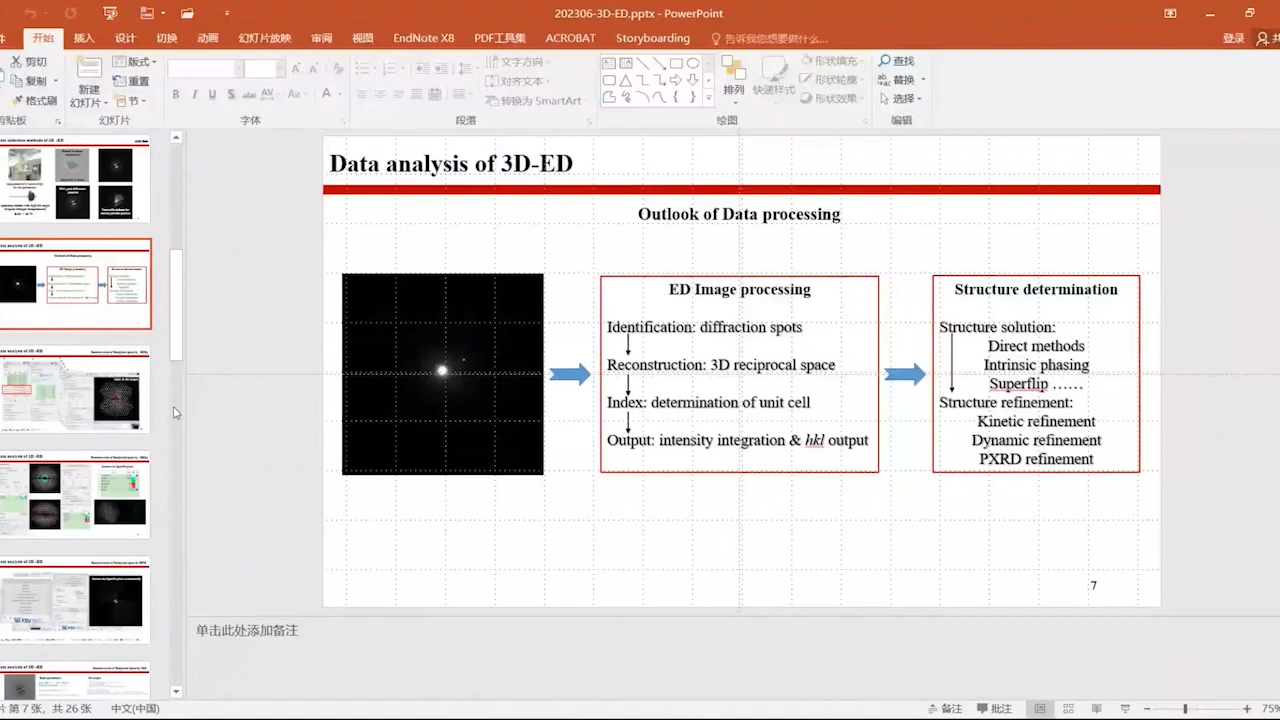 202306-3D-ED.pptx - PowerPoint
件 开始 插入 设计 切换 动画 幻灯片放映 审阅 视图 EndNote X8 PDF工具集 ACROBAT Storyboarding 告诉我您想要做什么... 登录 共
剪切
复制
格式刷
剪贴板
新建
幻灯片
版式
重置
节
幻灯片
B I U S abc AV Aa A
字体
文字方向
对齐文本
转换为 SmartArt
段落
排列 快速样式
形状填充
形状轮廓
形状效果
绘图
查找
替换
选择
编辑
Data analysis of 3D-ED
Outlook of Data processing
ED Image processing
Identification: diffraction spots
Reconstruction: 3D reciprocal space
Index: determination of unit cell
Output: intensity integration & hkl output
Structure determination
Structure solution:
Direct methods
Intrinsic phasing
Superflip ……
Structure refinement:
Kinetic refinement
Dynamic refinement
PXRD refinement
7
单击此处添加备注
片 第 7 张，共 26 张 中文(中国) 备注 批注 75%